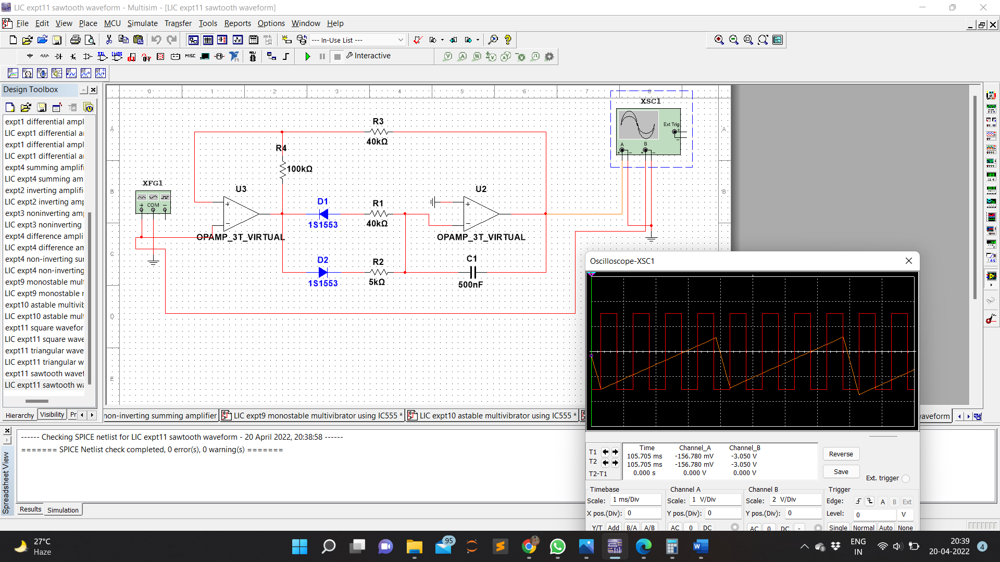 LIC expt11 sawtooth waveform - Multisim - [LIC expt11 sawtooth waveform]
File Edit View Place MCU Simulate Transfer Tools Reports Options Window Help
--- In-Use List ---
MISC
Interactive
Design Toolbox
expt1 differential ampl
LIC expt1 differential a
expt1 differential ampl
LIC expt1 differential a
expt4 summing amplifi
LIC expt4 summing am
expt2 inverting amplifi
LIC expt2 inverting amp
expt3 noninverting am
LIC expt3 noninverting
expt4 difference ampli
LIC expt4 difference am
expt4 non-inverting su
LIC expt4 non-inverting
expt9 monostable mult
LIC expt9 monostable r
expt10 astable multivib
LIC expt10 astable mul
expt11 square wavefor
LIC expt11 square wave
expt11 triangular wave
LIC expt11 triangular w
expt11 sawtooth wavef
LIC expt11 sawtooth wa
Hierarchy Visibility Pr
0 1 2 3 4 5 6 7 8
A
B
C
D
E
A
B
XSC1
Ext Trig
A B
R3
40kΩ
R4
100kΩ
XFG1
COM
U3
OPAMP_3T_VIRTUAL
D1
1S1553
R1
40kΩ
U2
OPAMP_3T_VIRTUAL
D2
1S1553
R2
5kΩ
C1
500nF
non-inverting summing amplifier LIC expt9 monostable multivibrator using IC555 * LIC expt10 astable multivibrator using IC555 * aveform
------ Checking SPICE netlist for LIC expt11 sawtooth waveform - 20 April 2022, 20:38:58 ------
======= SPICE Netlist check completed, 0 error(s), 0 warning(s) =======
Spreadsheet View
Results Simulation
Oscilloscope-XSC1
Time Channel_A Channel_B
T1 105.705 ms -156.780 mV -3.050 V
T2 105.705 ms -156.780 mV -3.050 V
T2-T1 0.000 s 0.000 V 0.000 V
Reverse
Save
Ext. trigger
Timebase Channel A Channel B Trigger
Scale: 1 ms/Div Scale: 1 V/Div Scale: 2 V/Div Edge: A B Ext
X pos.(Div): 0 Y pos.(Div): 0 Y pos.(Div): 0 Level: 0 V
Y/T Add B/A A/B AC 0 DC AC 0 DC - Single Normal Auto None
27°C
Haze
95
ENG
IN
20:39
20-04-2022
4